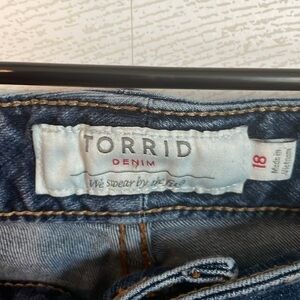 TORRID
DENIM
We swear by the fit
18
Made in
Vietnam